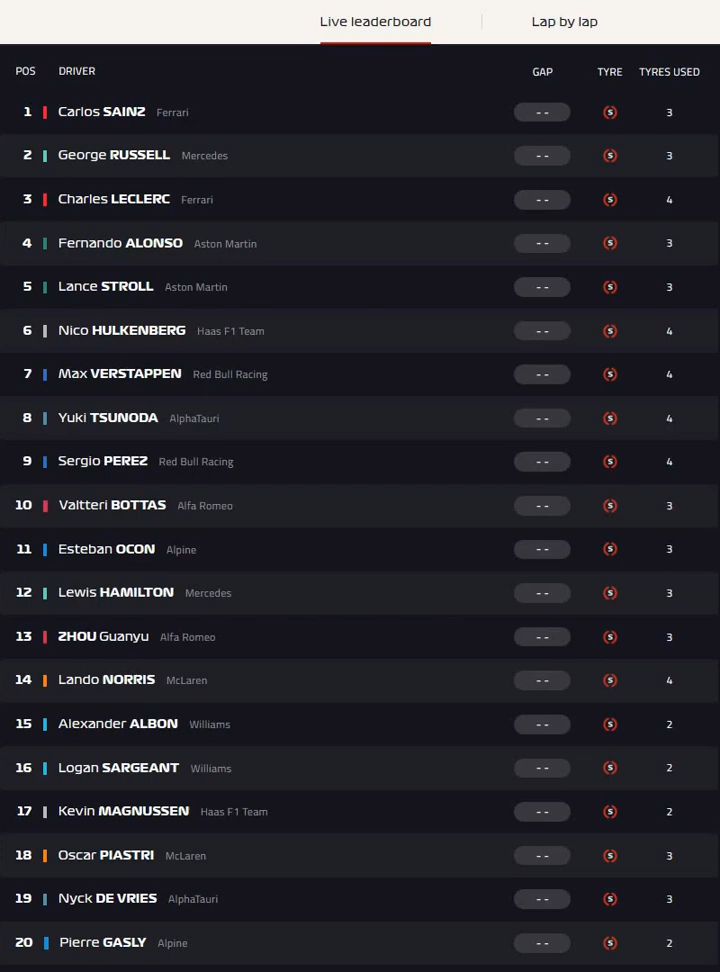 Live leaderboard Lap by lap
POS DRIVER GAP TYRE TYRES USED
1 Carlos SAINZ Ferrari -- S 3
2 George RUSSELL Mercedes -- S 3
3 Charles LECLERC Ferrari -- S 4
4 Fernando ALONSO Aston Martin -- S 3
5 Lance STROLL Aston Martin -- S 3
6 Nico HULKENBERG Haas F1 Team -- S 4
7 Max VERSTAPPEN Red Bull Racing -- S 4
8 Yuki TSUNODA AlphaTauri -- S 4
9 Sergio PEREZ Red Bull Racing -- S 4
10 Valtteri BOTTAS Alfa Romeo -- S 3
11 Esteban OCON Alpine -- S 3
12 Lewis HAMILTON Mercedes -- S 3
13 ZHOU Guanyu Alfa Romeo -- S 3
14 Lando NORRIS McLaren -- S 4
15 Alexander ALBON Williams -- S 2
16 Logan SARGEANT Williams -- S 2
17 Kevin MAGNUSSEN Haas F1 Team -- S 2
18 Oscar PIASTRI McLaren -- S 3
19 Nyck DE VRIES AlphaTauri -- S 3
20 Pierre GASLY Alpine -- S 2